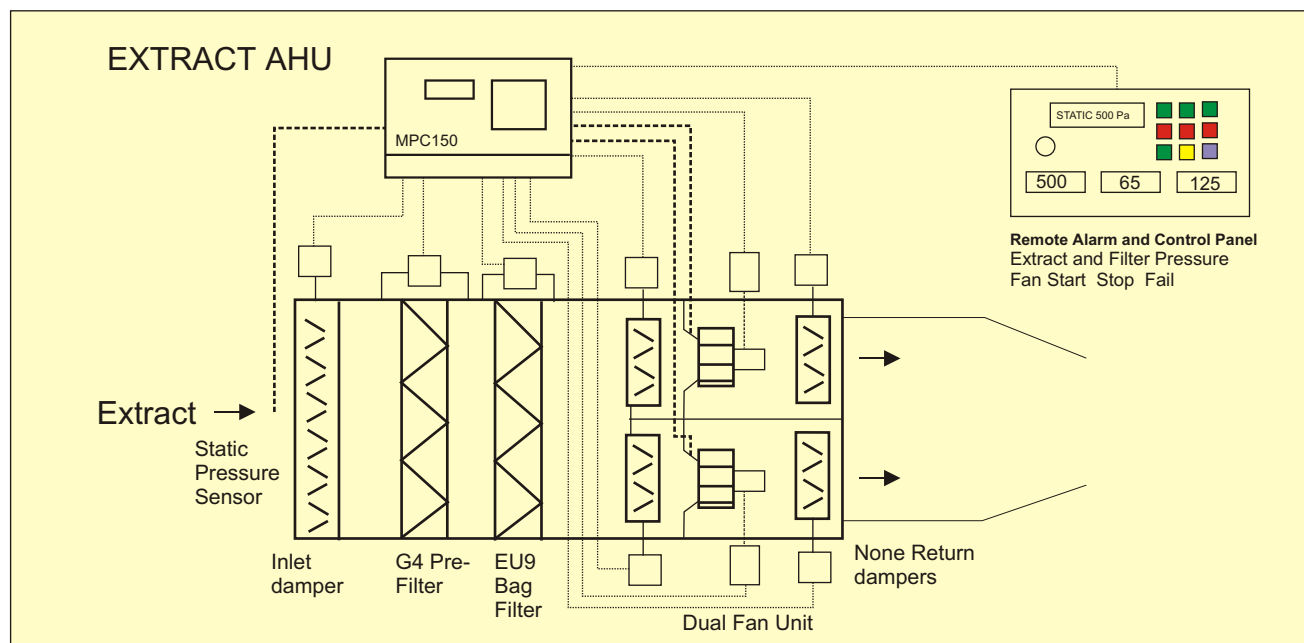 EXTRACT AHU
MPC150
STATIC 500 Pa
500
65
125
Remote Alarm and Control Panel
Extract and Filter Pressure
Fan Start Stop Fail
Extract
Static
Pressure
Sensor
Inlet
damper
G4 Pre-
Filter
EU9
Bag
Filter
None Return
dampers
Dual Fan Unit